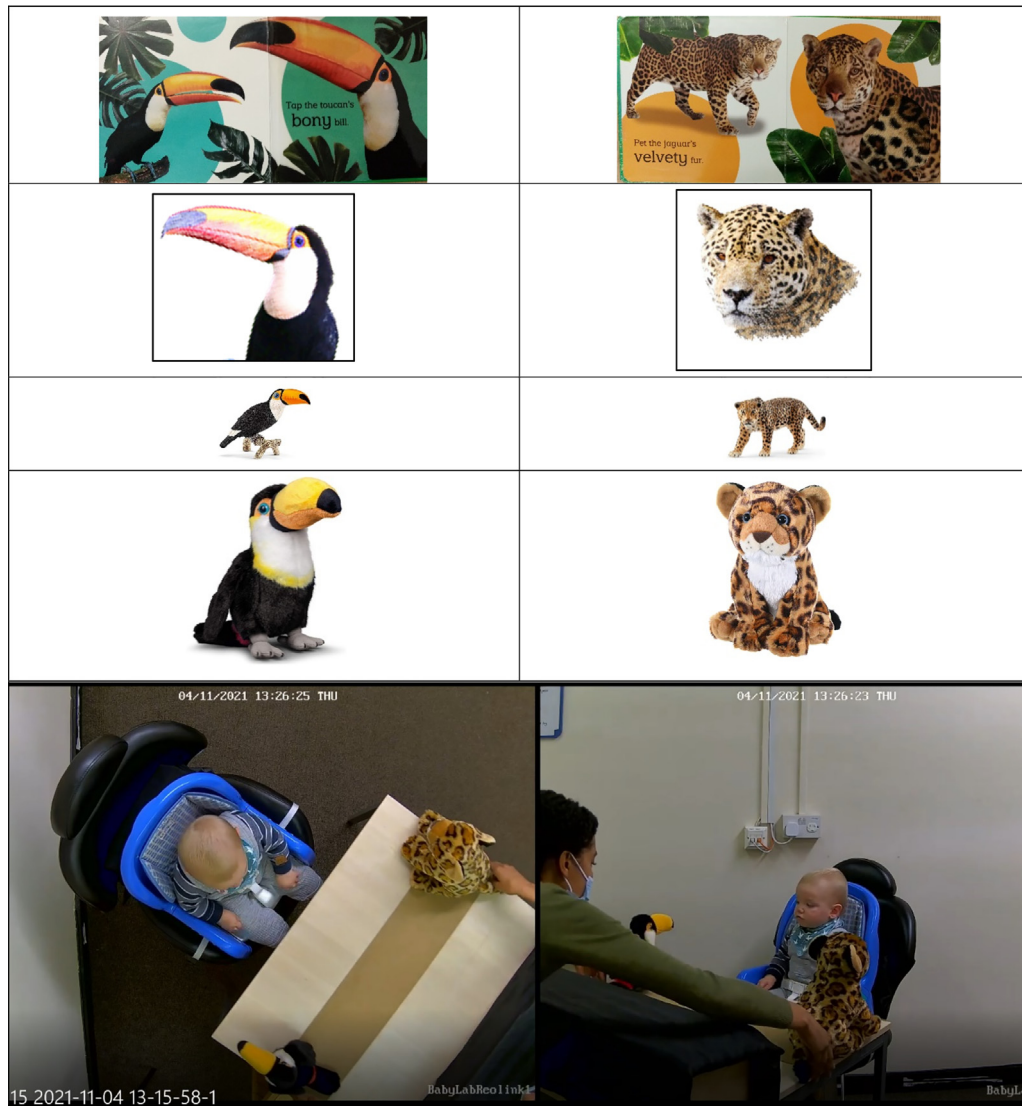 Tap the toucan's
bony bill.
Pet the jaguar's
velvety fur.
04/11/2021 13:26:25 THU
04/11/2021 13:26:23 THU
15 2021-11-04 13-15-58-1
BabyLabReolink1
BabyL